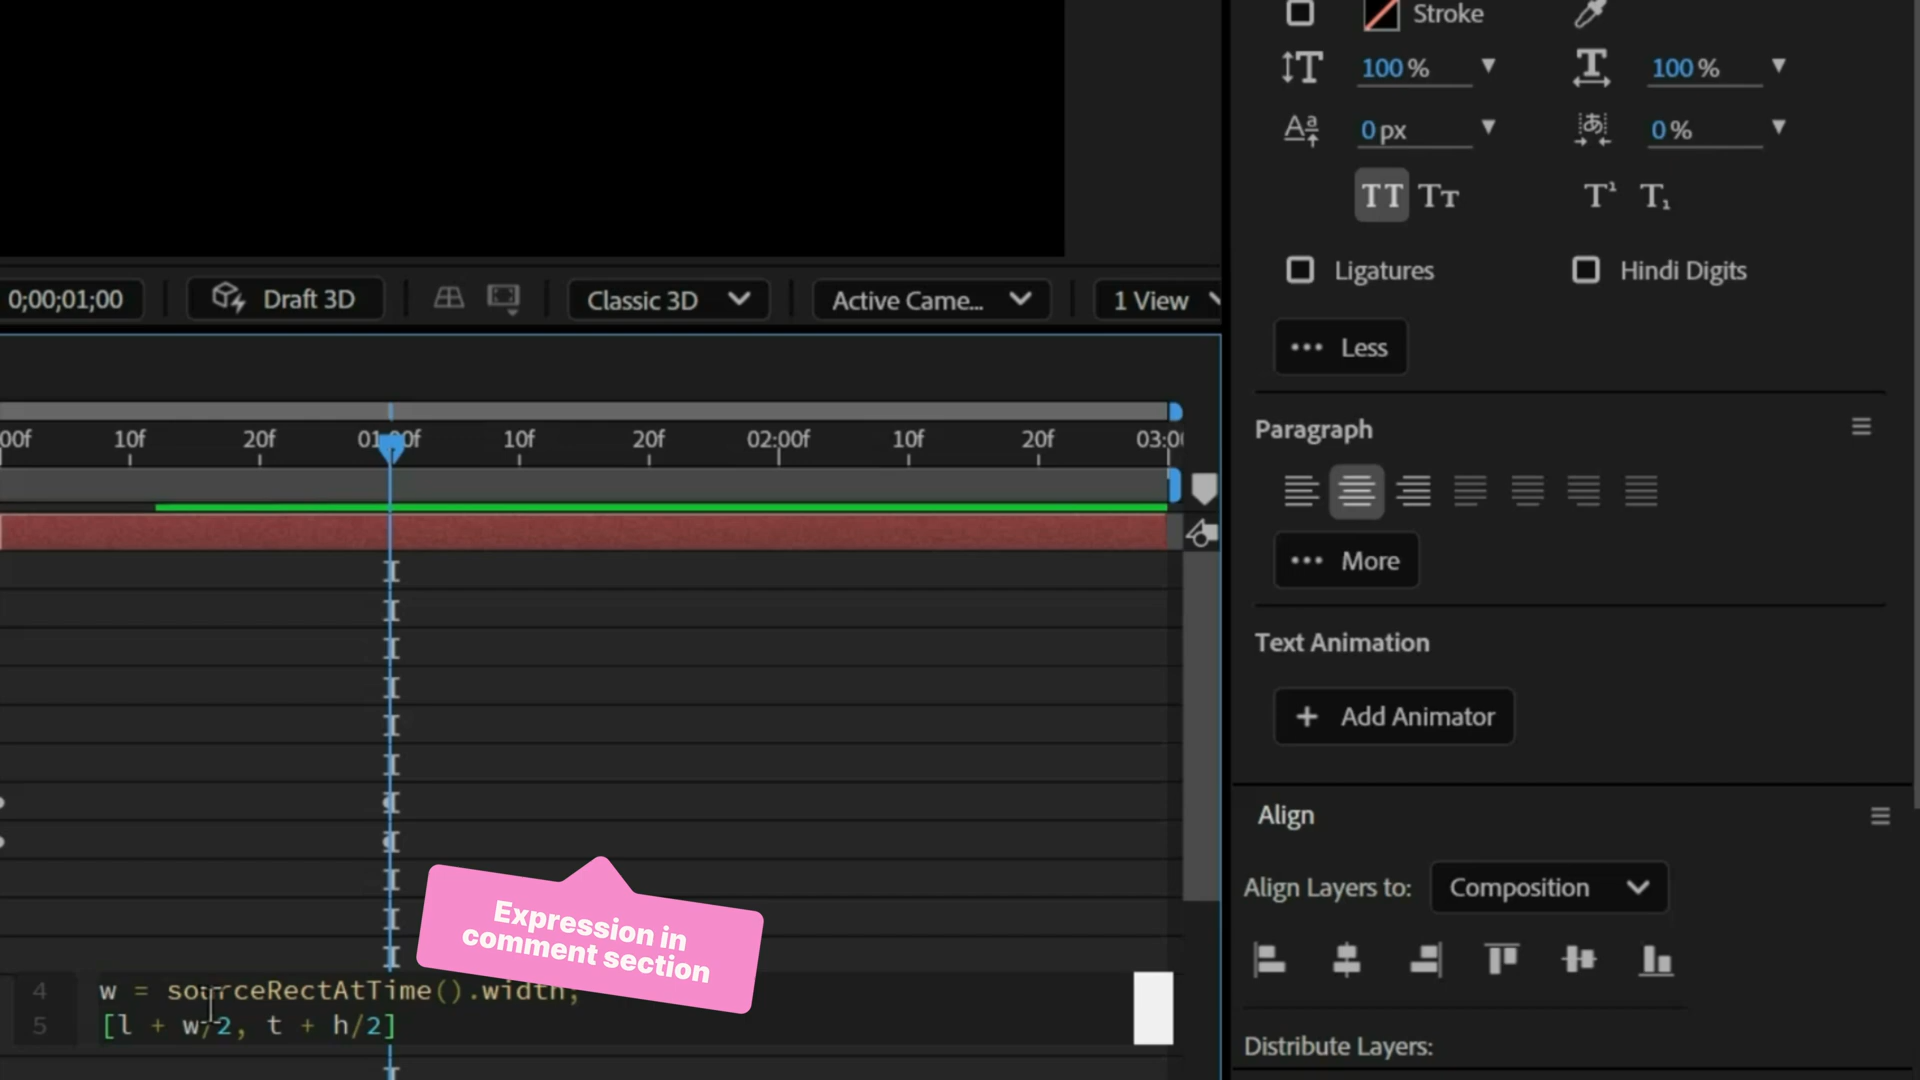 Stroke
100 %
100 %
0 px
0 %
TT Tᴛ T¹ T₁
Ligatures
Hindi Digits
Less
0;00;01;00
Draft 3D
Classic 3D
Active Came...
1 View
00f 10f 20f 01:00f 10f 20f 02:00f 10f 20f 03:0
Paragraph
More
Text Animation
+ Add Animator
Align
Align Layers to:
Composition
Distribute Layers:
Expression in
comment section
4 w = sourceRectAtTime().width;
5 [l + w/2, t + h/2]